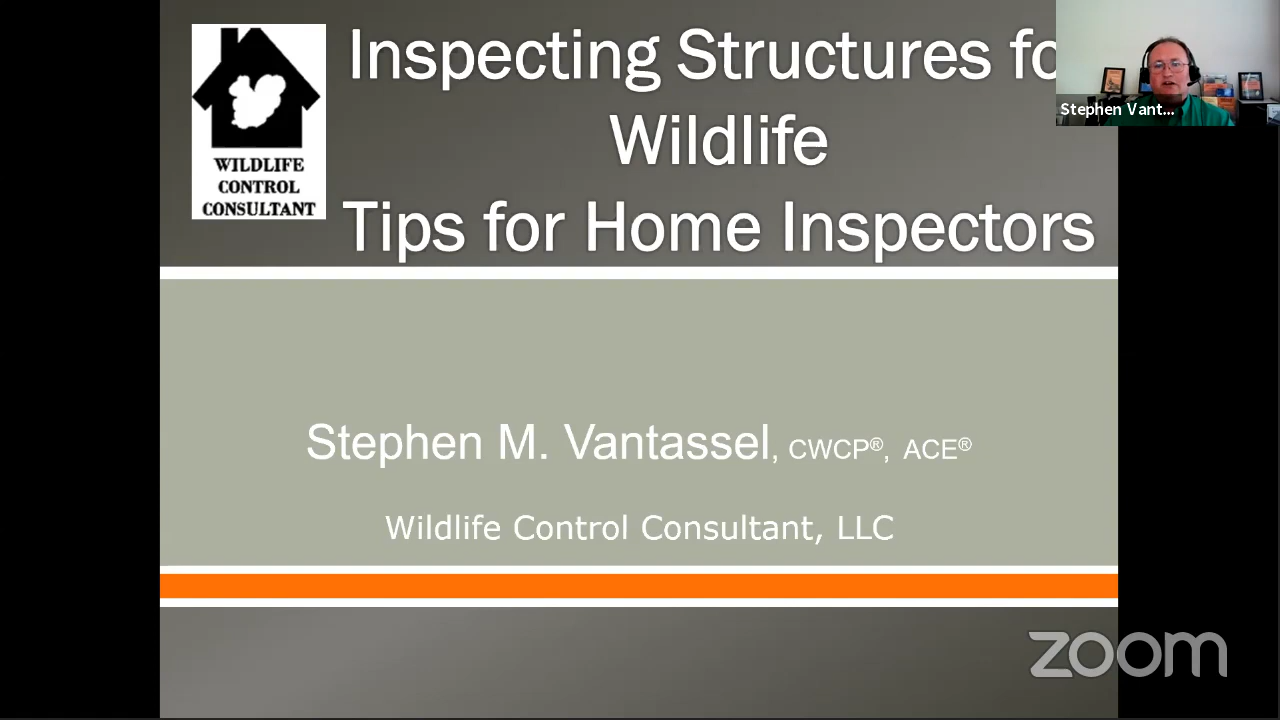 Inspecting Structures fo
Wildlife
Tips for Home Inspectors
WILDLIFE
CONTROL
CONSULTANT
Stephen Vant...
Stephen M. Vantassel, CWCP®, ACE®
Wildlife Control Consultant, LLC
zoom